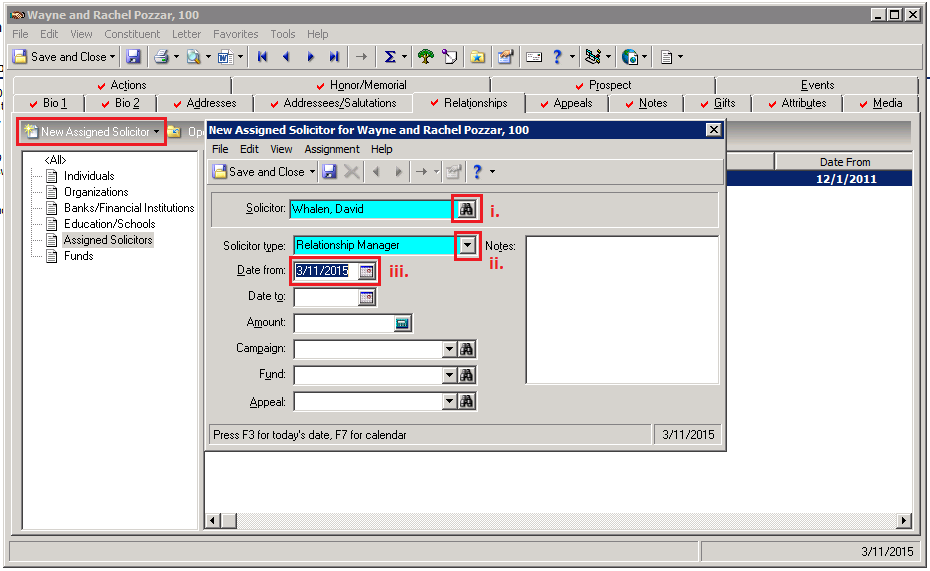 Wayne and Rachel Pozzar, 100
File Edit View Constituent Letter Favorites Tools Help
Save and Close
Actions Honor/Memorial Prospect Events
Bio 1 Bio 2 Addresses Addressees/Salutations Relationships Appeals Notes Gifts Attributes Media
New Assigned Solicitor
<All>
Individuals
Organizations
Banks/Financial Institutions
Education/Schools
Assigned Solicitors
Funds
Date From
12/1/2011
New Assigned Solicitor for Wayne and Rachel Pozzar, 100
File Edit View Assignment Help
Save and Close
Solicitor: Whalen, David i.
Solicitor type: Relationship Manager Notes:
ii.
Date from: 3/11/2015 iii.
Date to:
Amount:
Campaign:
Fund:
Appeal:
Press F3 for today's date, F7 for calendar 3/11/2015
3/11/2015